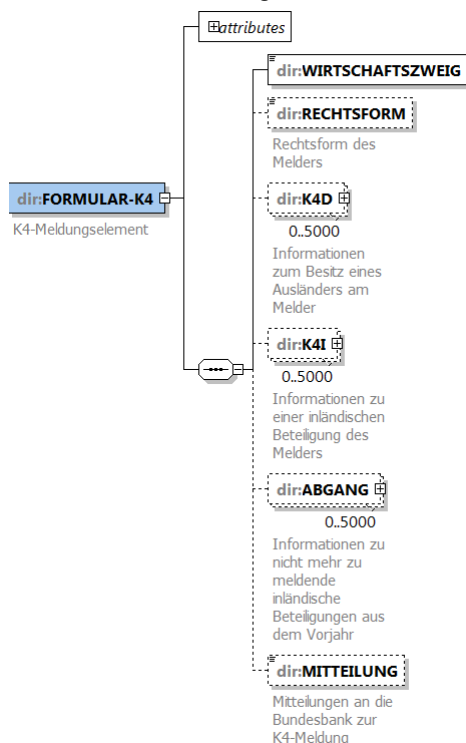 attributes
dir:WIRTSCHAFTSZWEIG
dir:RECHTSFORM
Rechtsform des
Melders
dir:FORMULAR-K4
K4-Meldungselement
dir:K4D
0..5000
Informationen
zum Besitz eines
Ausländers am
Melder
dir:K4I
0..5000
Informationen zu
einer inländischen
Beteiligung des
Melders
dir:ABGANG
0..5000
Informationen zu
nicht mehr zu
meldende
inländische
Beteiligungen aus
dem Vorjahr
dir:MITTEILUNG
Mitteilungen an die
Bundesbank zur
K4-Meldung